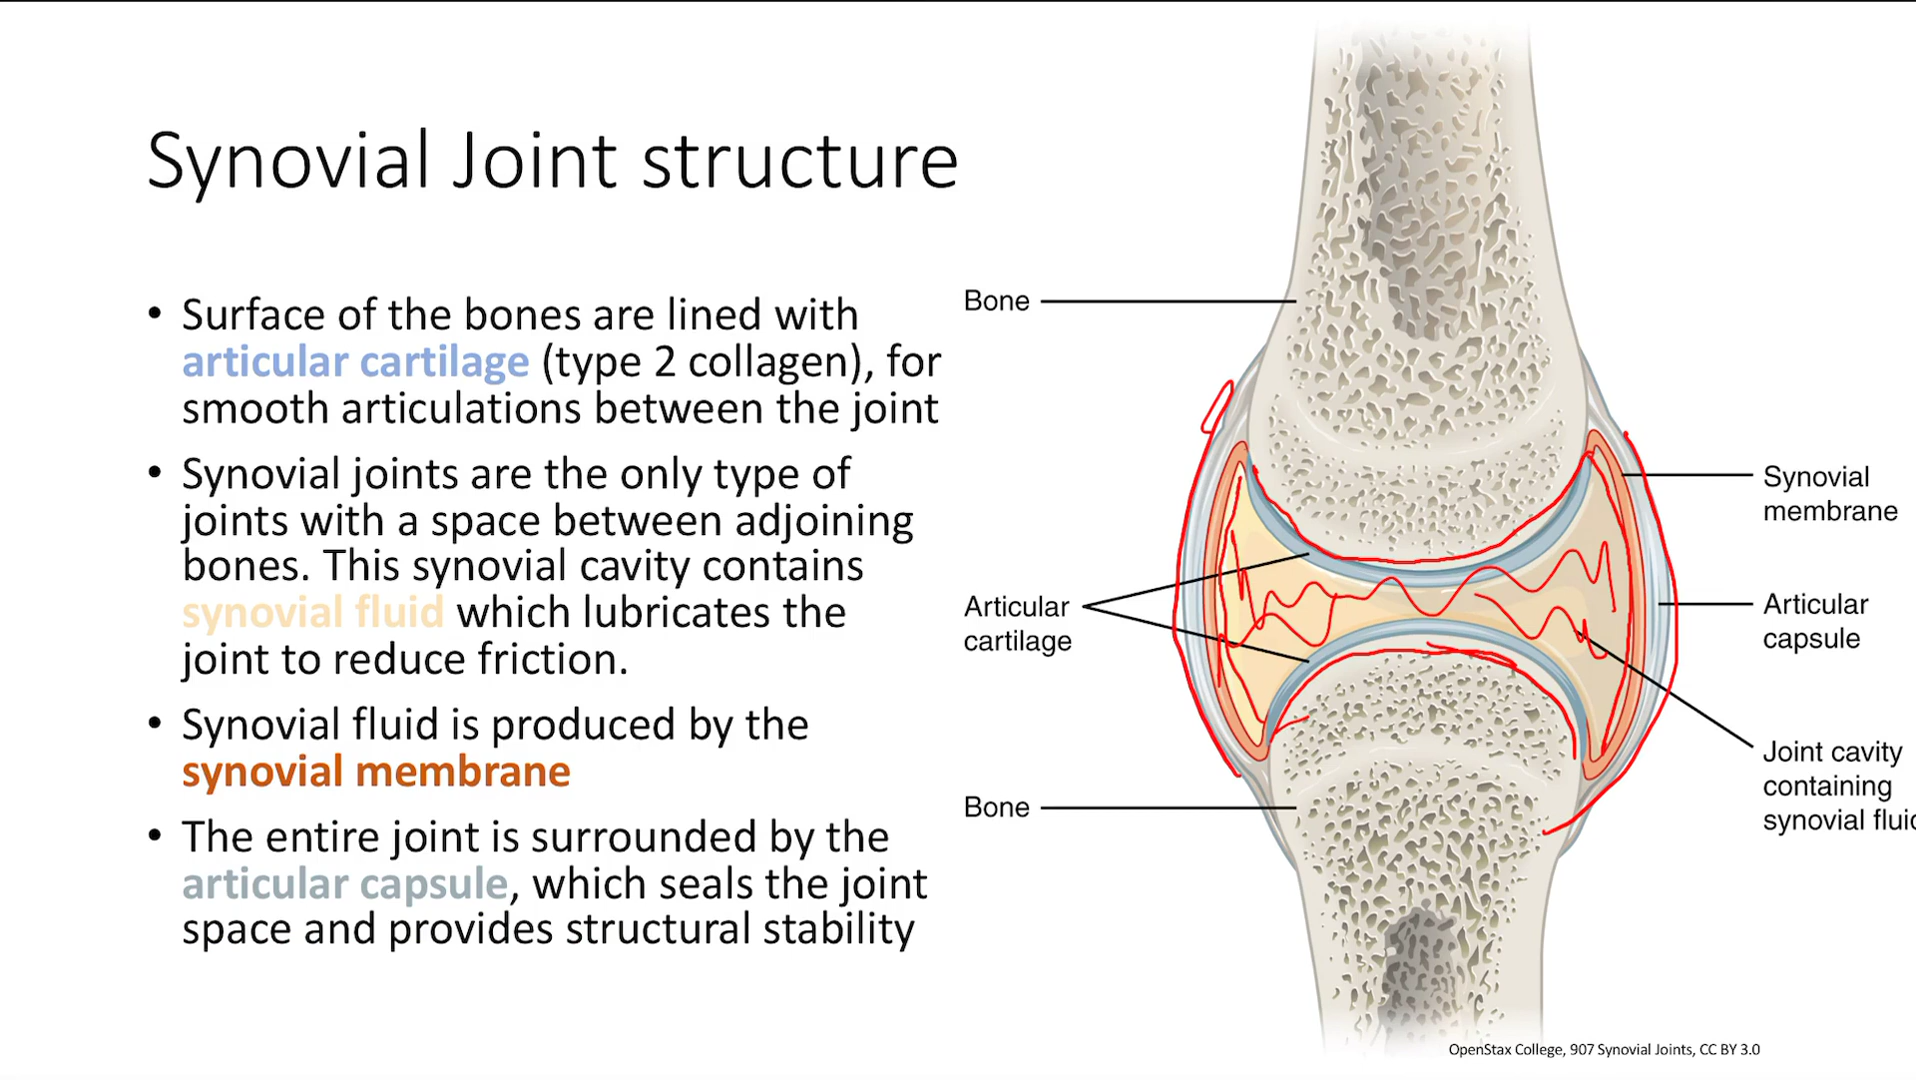 Synovial Joint structure
• Surface of the bones are lined with
articular cartilage (type 2 collagen), for
smooth articulations between the joint
• Synovial joints are the only type of
joints with a space between adjoining
bones. This synovial cavity contains
synovial fluid which lubricates the
joint to reduce friction.
• Synovial fluid is produced by the
synovial membrane
• The entire joint is surrounded by the
articular capsule, which seals the joint
space and provides structural stability
Bone
Articular
cartilage
Bone
Synovial
membrane
Articular
capsule
Joint cavity
containing
synovial
OpenStax College, 907 Synovial Joints, CC BY 3.0